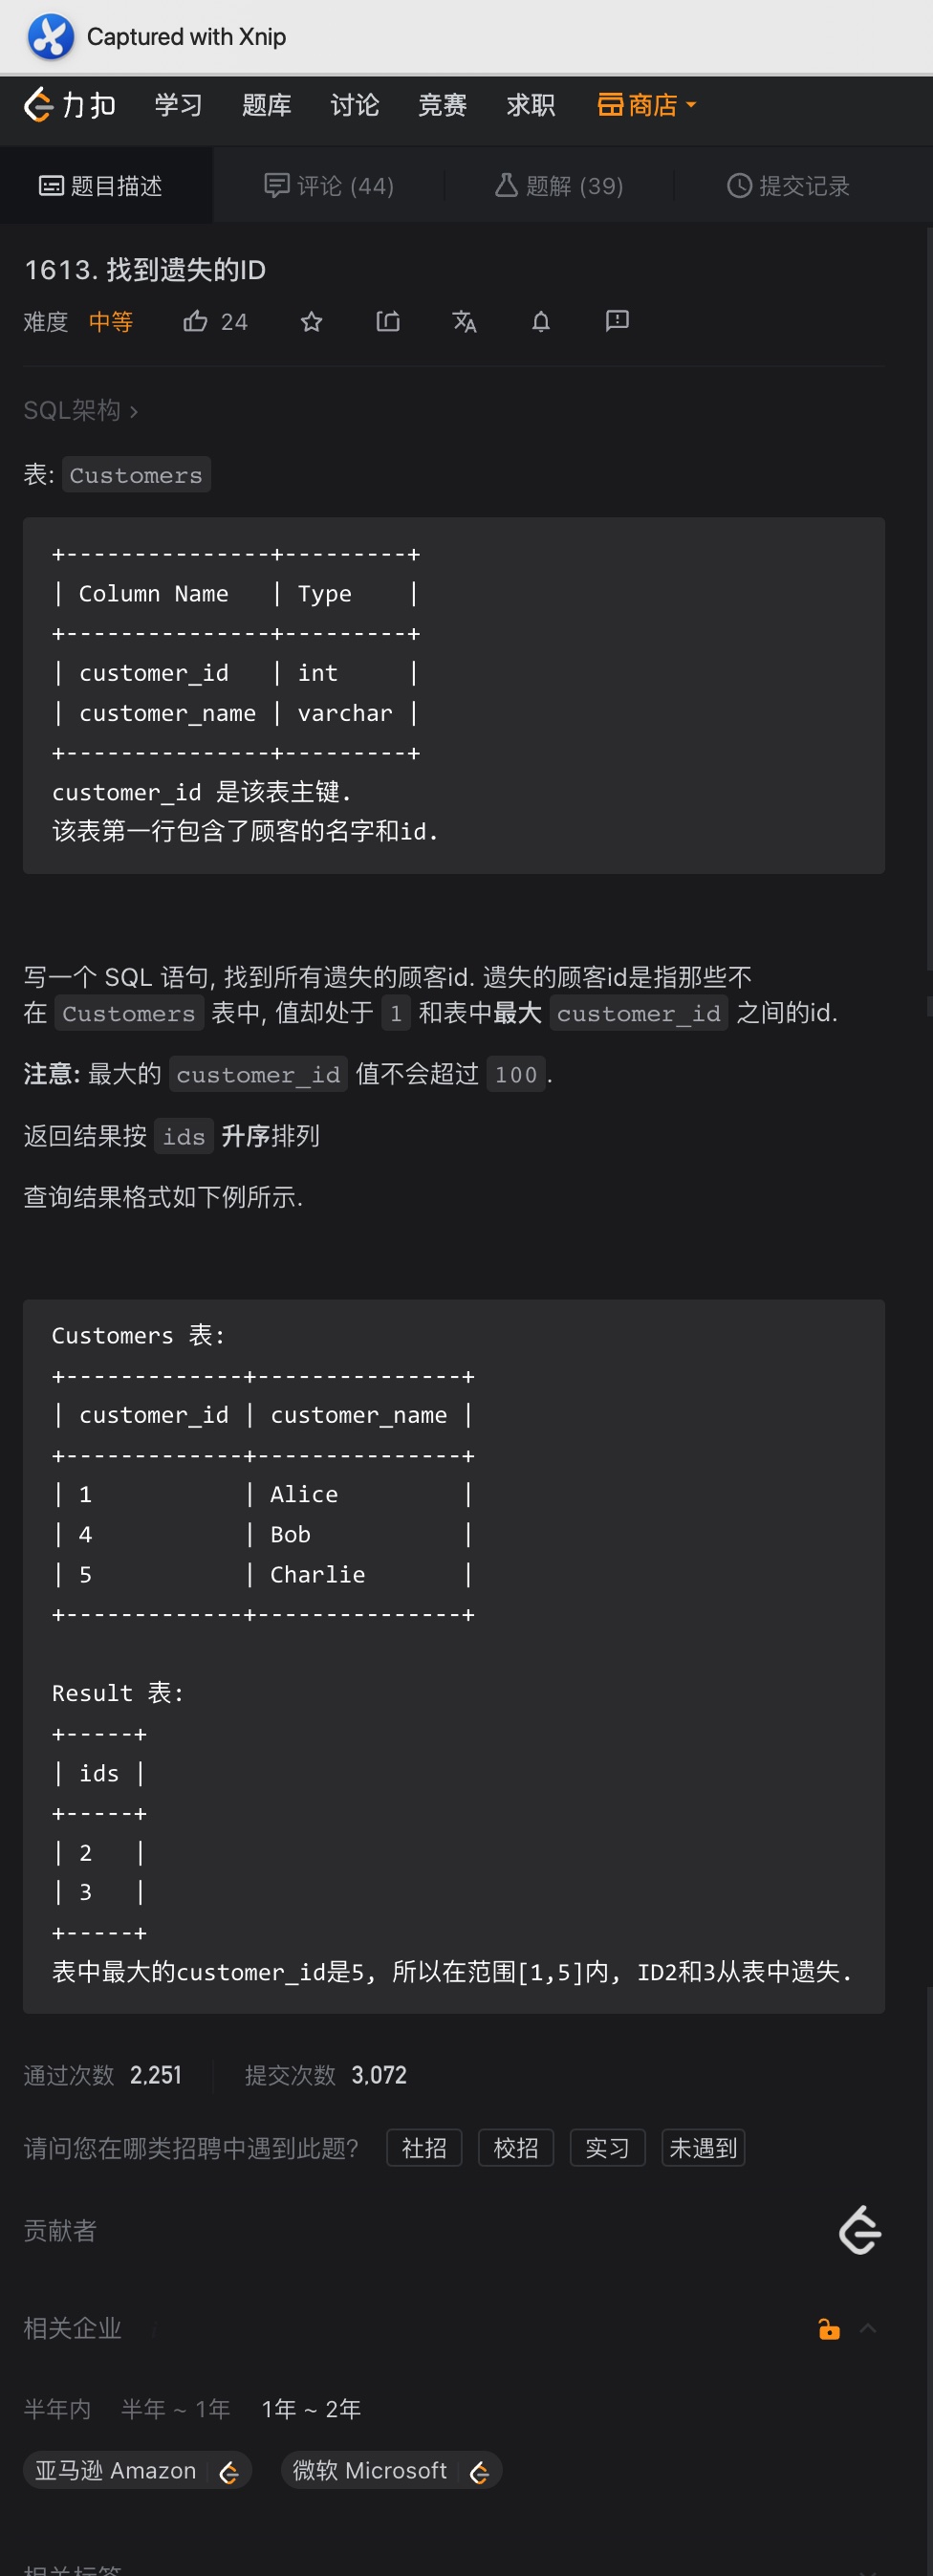 Captured with Xnip
力扣 学习 题库 讨论 竞赛 求职 商店
题目描述 评论 (44) 题解 (39) 提交记录
1613. 找到遗失的ID
难度 中等 24
SQL架构
表: Customers
+---------------+---------+
| Column Name   | Type    |
+---------------+---------+
| customer_id   | int     |
| customer_name | varchar |
+---------------+---------+
customer_id 是该表主键.
该表第一行包含了顾客的名字和id.
写一个 SQL 语句, 找到所有遗失的顾客id. 遗失的顾客id是指那些不
在 Customers 表中, 值却处于 1 和表中最大 customer_id 之间的id.
注意: 最大的 customer_id 值不会超过 100.
返回结果按 ids 升序排列
查询结果格式如下例所示.
Customers 表:
+-------------+---------------+
| customer_id | customer_name |
+-------------+---------------+
| 1           | Alice         |
| 4           | Bob           |
| 5           | Charlie       |
+-------------+---------------+
Result 表:
+-----+
| ids |
+-----+
| 2   |
| 3   |
+-----+
表中最大的customer_id是5, 所以在范围[1,5]内, ID2和3从表中遗失.
通过次数 2,251 提交次数 3,072
请问您在哪类招聘中遇到此题? 社招 校招 实习 未遇到
贡献者
相关企业
半年内 半年 ~ 1年 1年 ~ 2年
亚马逊 Amazon 微软 Microsoft